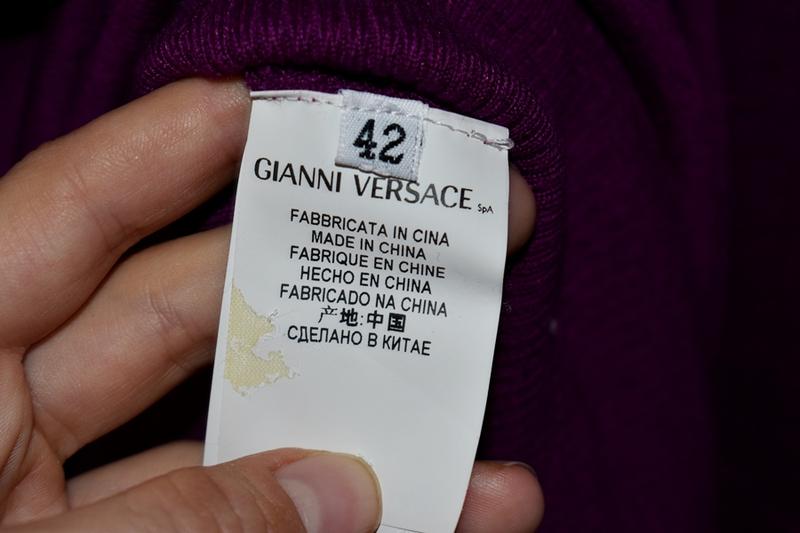 42
GIANNI VERSACE SpA
FABBRICATA IN CINA
MADE IN CHINA
FABRIQUE EN CHINE
HECHO EN CHINA
FABRICADO NA CHINA
产地:中国
СДЕЛАНО В КИТАЕ